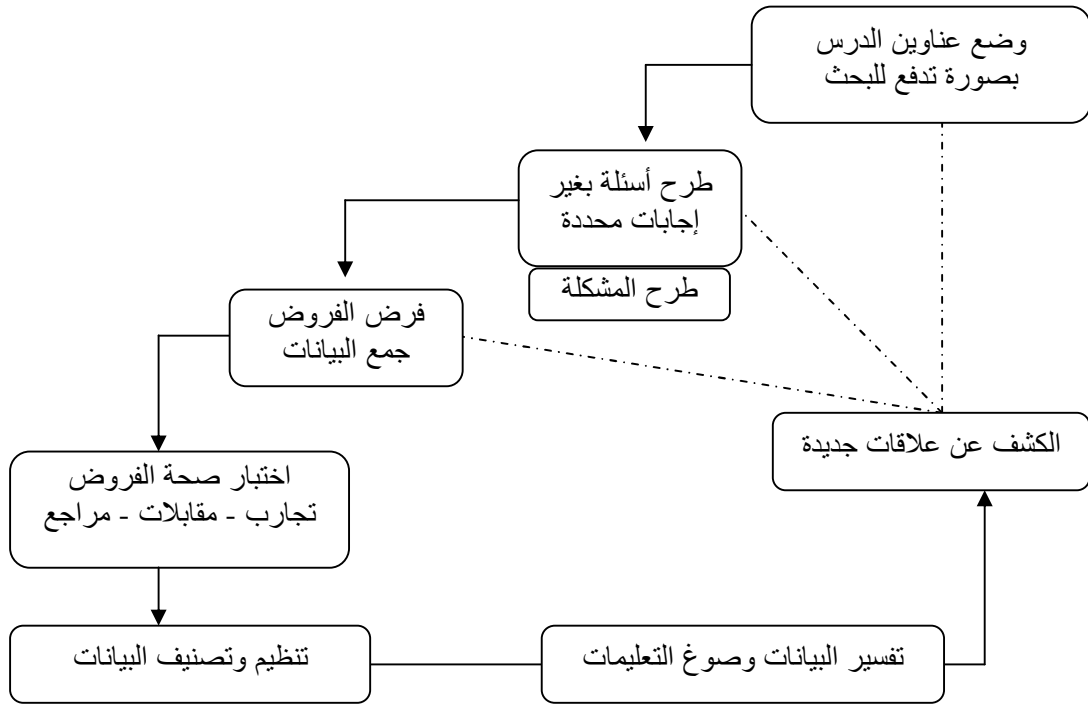 وضع عناوين الدرس
بصورة تدفع للبحث
طرح أسئلة بغير
إجابات محددة
طرح المشكلة
فرض الفروض
جمع البيانات
الكشف عن علاقات جديدة
اختبار صحة الفروض
تجارب - مقابلات - مراجع
تنظيم وتصنيف البيانات
تفسير البيانات وصوغ التعليمات